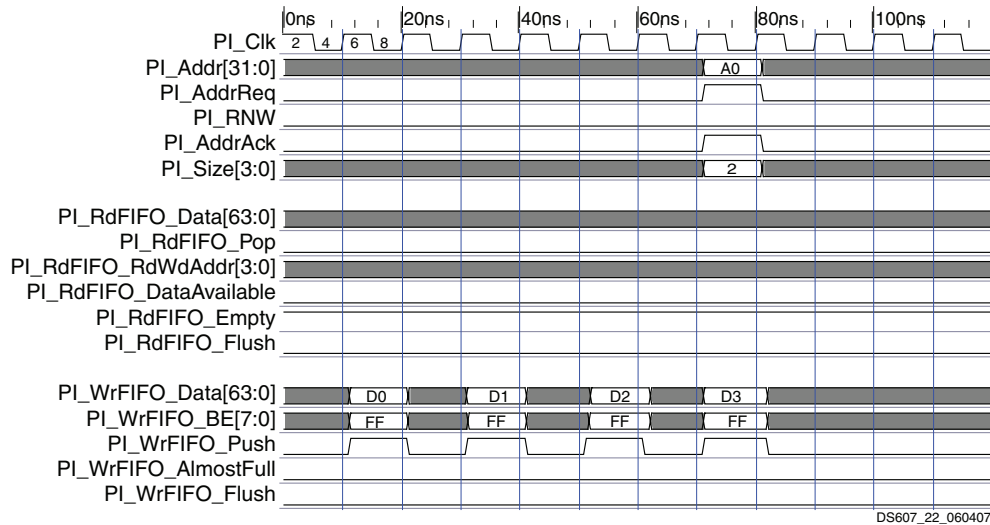 0ns 20ns 40ns 60ns 80ns 100ns
PI_Clk 2 4 6 8
PI_Addr[31:0] A0
PI_AddrReq
PI_RNW
PI_AddrAck
PI_Size[3:0] 2
PI_RdFIFO_Data[63:0]
PI_RdFIFO_Pop
PI_RdFIFO_RdWdAddr[3:0]
PI_RdFIFO_DataAvailable
PI_RdFIFO_Empty
PI_RdFIFO_Flush
PI_WrFIFO_Data[63:0] D0 D1 D2 D3
PI_WrFIFO_BE[7:0] FF FF FF FF
PI_WrFIFO_Push
PI_WrFIFO_AlmostFull
PI_WrFIFO_Flush
DS607_22_060407